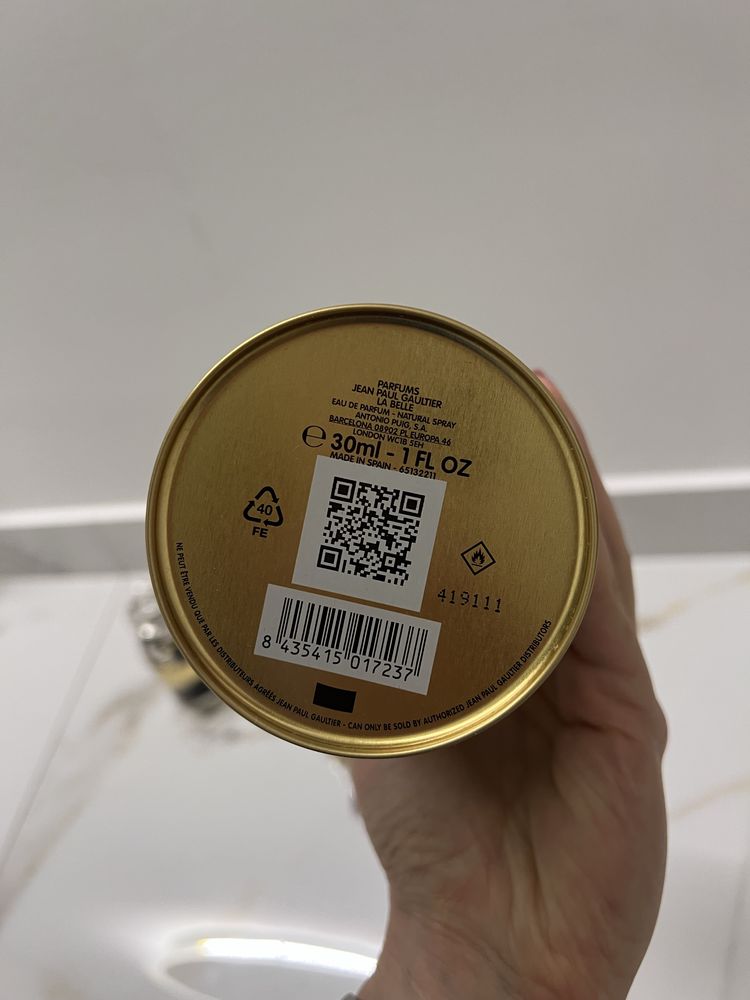 PARFUMS
JEAN PAUL GAULTIER
LA BELLE
EAU DE PARFUM - NATURAL SPRAY
ANTONIO PUIG, S.A.
BARCELONA 08902 PL EUROPA 46
LONDON WC1B 5EH
e 30ml - 1 FL OZ
MADE IN SPAIN - 65132211
40
FE
419111
8 435415 017237
NE PEUT ÊTRE VENDU QUE PAR LES DISTRIBUTEURS AGRÉÉS JEAN PAUL GAULTIER - CAN ONLY BE SOLD BY AUTHORIZED JEAN PAUL GAULTIER DISTRIBUTORS